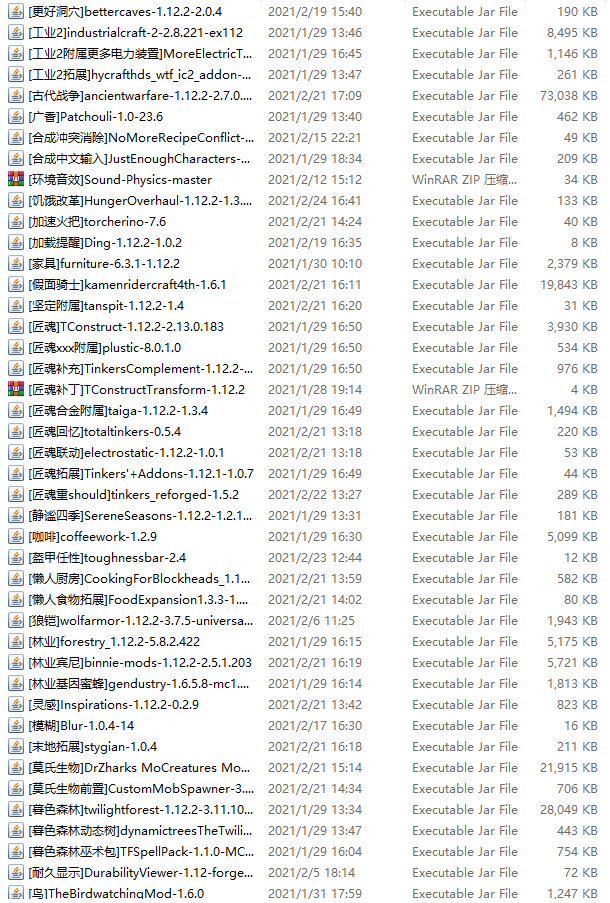 [更好洞穴]bettercaves-1.12.2-2.0.4 2021/2/19 15:40 Executable Jar File 190 KB
[工业2]industrialcraft-2-2.8.221-ex112 2021/1/29 13:46 Executable Jar File 8,495 KB
[工业2附属更多电力装置]MoreElectricT... 2021/1/29 16:45 Executable Jar File 1,146 KB
[工业2拓展]hycrafthds_wtf_ic2_addon-... 2021/1/29 13:47 Executable Jar File 261 KB
[古代战争]ancientwarfare-1.12.2-2.7.0.... 2021/2/21 17:09 Executable Jar File 73,038 KB
[广香]Patchouli-1.0-23.6 2021/1/29 13:40 Executable Jar File 462 KB
[合成冲突消除]NoMoreRecipeConflict-... 2021/2/15 22:21 Executable Jar File 49 KB
[合成中文输入]JustEnoughCharacters-... 2021/1/29 18:34 Executable Jar File 209 KB
[环境音效]Sound-Physics-master 2021/2/12 15:12 WinRAR ZIP 压缩... 34 KB
[饥饿改革]HungerOverhaul-1.12.2-1.3.... 2021/2/24 16:41 Executable Jar File 133 KB
[加速火把]torcherino-7.6 2021/2/21 14:24 Executable Jar File 40 KB
[加载提醒]Ding-1.12.2-1.0.2 2021/2/19 16:35 Executable Jar File 8 KB
[家具]furniture-6.3.1-1.12.2 2021/1/30 10:10 Executable Jar File 2,379 KB
[假面骑士]kamenridercraft4th-1.6.1 2021/2/21 16:11 Executable Jar File 19,843 KB
[坚定附属]tanspit-1.12.2-1.4 2021/2/21 16:20 Executable Jar File 31 KB
[匠魂]TConstruct-1.12.2-2.13.0.183 2021/1/29 16:50 Executable Jar File 3,930 KB
[匠魂xxx附属]plustic-8.0.1.0 2021/1/29 16:50 Executable Jar File 534 KB
[匠魂补充]TinkersComplement-1.12.2-... 2021/1/29 16:50 Executable Jar File 976 KB
[匠魂补丁]TConstructTransform-1.12.2 2021/1/28 19:14 WinRAR ZIP 压缩... 4 KB
[匠魂合金附属]taiga-1.12.2-1.3.4 2021/1/29 16:49 Executable Jar File 1,494 KB
[匠魂回忆]totaltinkers-0.5.4 2021/2/21 13:18 Executable Jar File 220 KB
[匠魂联动]electrostatic-1.12.2-1.0.1 2021/2/21 13:18 Executable Jar File 53 KB
[匠魂拓展]Tinkers'+Addons-1.12.1-1.0.7 2021/1/29 16:49 Executable Jar File 44 KB
[匠魂重should]tinkers_reforged-1.5.2 2021/2/22 13:27 Executable Jar File 289 KB
[静谧四季]SereneSeasons-1.12.2-1.2.1... 2021/1/29 13:31 Executable Jar File 181 KB
[咖啡]coffeework-1.2.9 2021/1/29 16:30 Executable Jar File 5,099 KB
[盔甲任性]toughnessbar-2.4 2021/2/23 12:44 Executable Jar File 12 KB
[懒人厨房]CookingForBlockheads_1.1... 2021/2/21 13:59 Executable Jar File 582 KB
[懒人食物拓展]FoodExpansion1.3.3-1.... 2021/2/21 14:02 Executable Jar File 80 KB
[狼铠]wolfarmor-1.12.2-3.7.5-universa... 2021/2/6 11:25 Executable Jar File 1,943 KB
[林业]forestry_1.12.2-5.8.2.422 2021/1/29 16:15 Executable Jar File 5,175 KB
[林业宾尼]binnie-mods-1.12.2-2.5.1.203 2021/2/21 16:19 Executable Jar File 5,721 KB
[林业基因蜜蜂]gendustry-1.6.5.8-mc1.... 2021/1/29 16:14 Executable Jar File 1,813 KB
[灵感]Inspirations-1.12.2-0.2.9 2021/2/21 13:42 Executable Jar File 823 KB
[模糊]Blur-1.0.4-14 2021/2/17 16:30 Executable Jar File 16 KB
[末地拓展]stygian-1.0.4 2021/2/21 16:18 Executable Jar File 211 KB
[莫氏生物]DrZharks MoCreatures Mo... 2021/2/21 15:14 Executable Jar File 21,915 KB
[莫氏生物前置]CustomMobSpawner-3.... 2021/2/21 14:34 Executable Jar File 706 KB
[暮色森林]twilightforest-1.12.2-3.11.10... 2021/1/29 13:34 Executable Jar File 28,049 KB
[暮色森林动态树]dynamictreesTheTwili... 2021/1/29 13:47 Executable Jar File 443 KB
[暮色森林巫术包]TFSpellPack-1.1.0-MC... 2021/1/29 16:04 Executable Jar File 754 KB
[耐久显示]DurabilityViewer-1.12-forge... 2021/2/5 18:14 Executable Jar File 72 KB
[鸟]TheBirdwatchingMod-1.6.0 2021/1/31 17:59 Executable Jar File 1,247 KB